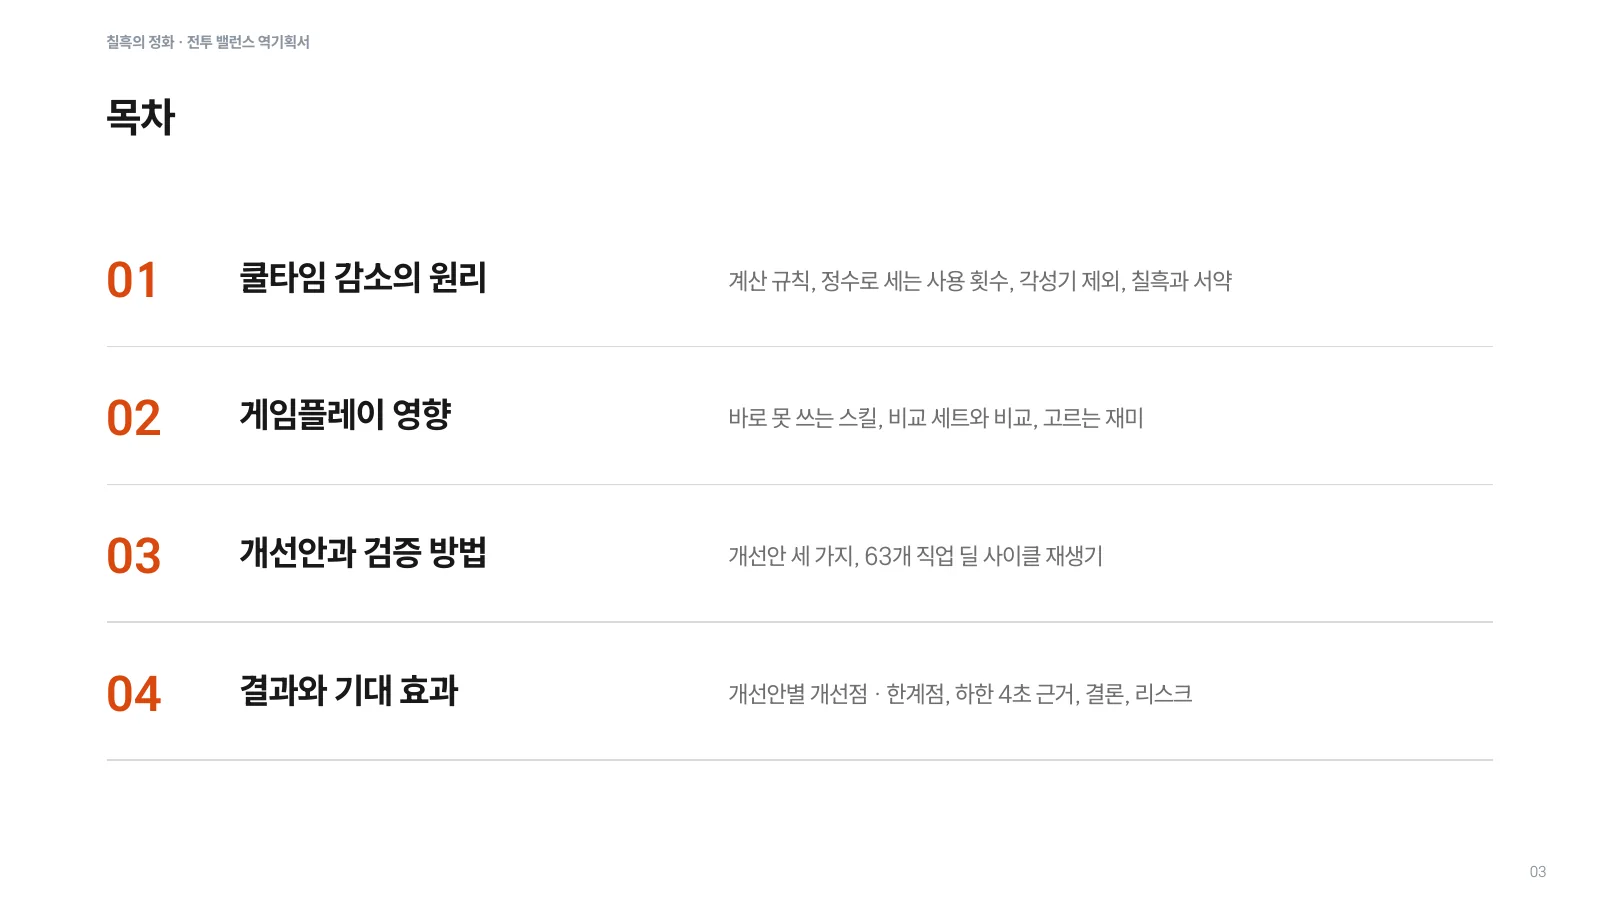 칠흑의 정화 · 전투 밸런스 역기획서
목차
01 쿨타임 감소의 원리 계산 규칙, 정수로 세는 사용 횟수, 각성기 제외, 칠흑과 서약
02 게임플레이 영향 바로 못 쓰는 스킬, 비교 세트와 비교, 고르는 재미
03 개선안과 검증 방법 개선안 세 가지, 63개 직업 딜 사이클 재생기
04 결과와 기대 효과 개선안별 개선점 · 한계점, 하한 4초 근거, 결론, 리스크
03